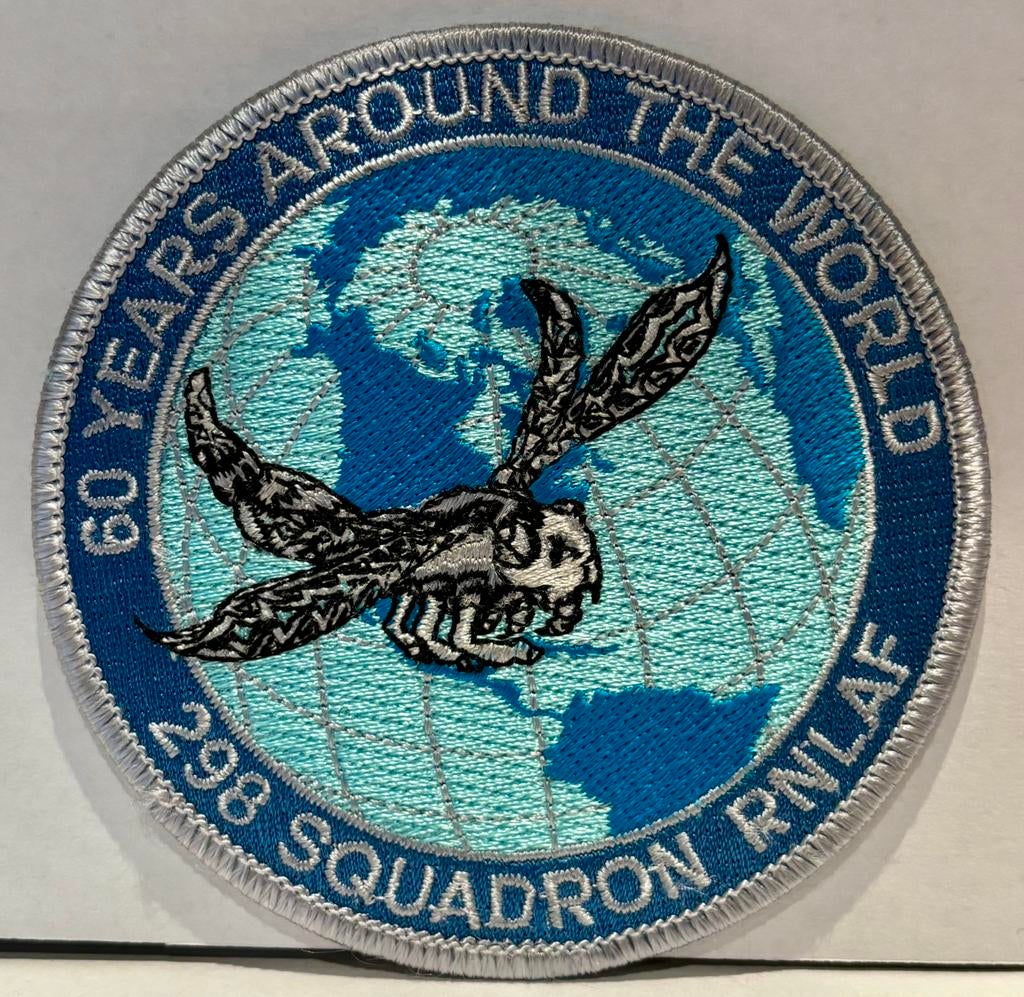 60 YEARS AROUND THE WORLD
298 SQUADRON RNLAF